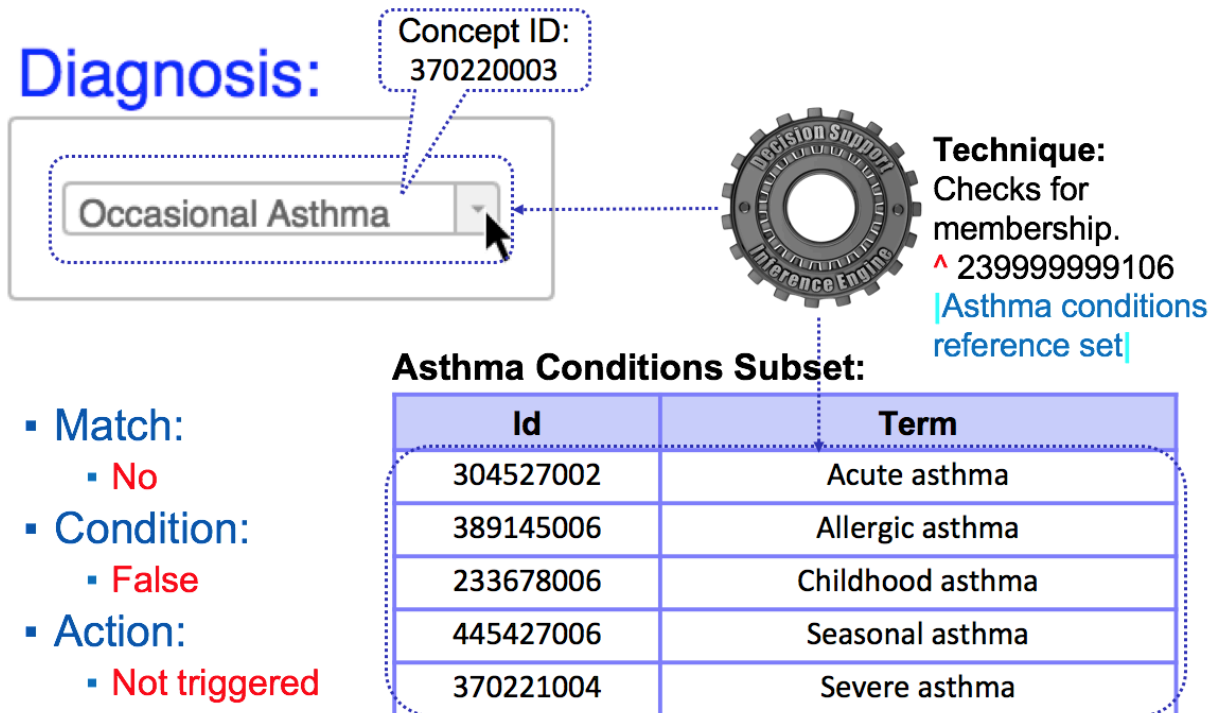 Concept ID:
370220003
Diagnosis:
Occasional Asthma
Decision Support
Inference Engine
Technique:
Checks for
membership.
^ 239999999106
|Asthma conditions
reference set|
Asthma Conditions Subset:
Id Term
304527002 Acute asthma
389145006 Allergic asthma
233678006 Childhood asthma
445427006 Seasonal asthma
370221004 Severe asthma
▪ Match:
▪ No
▪ Condition:
▪ False
▪ Action:
▪ Not triggered